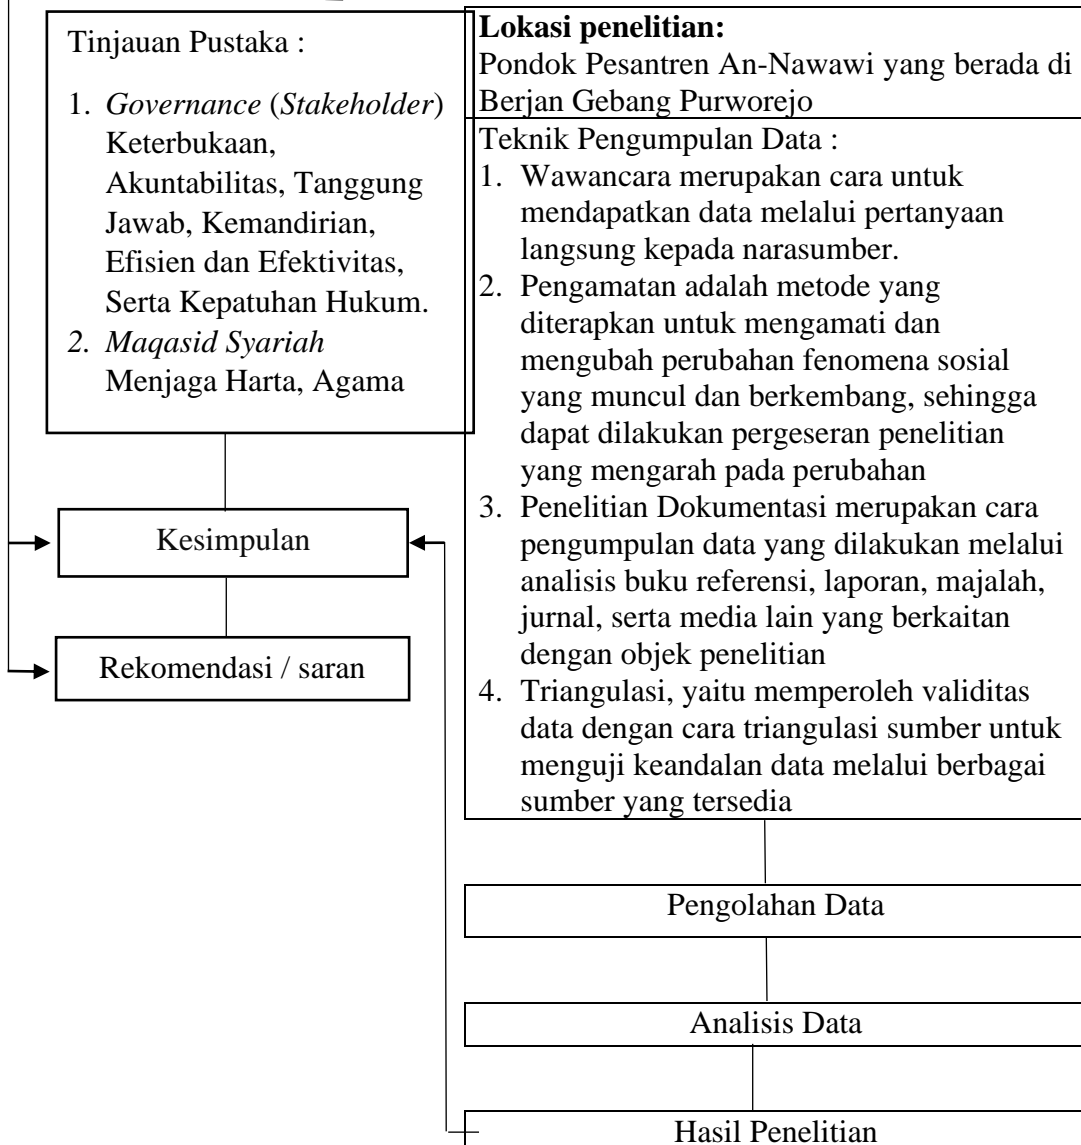 Tinjauan Pustaka :
1. Governance (Stakeholder)
Keterbukaan,
Akuntabilitas, Tanggung
Jawab, Kemandirian,
Efisien dan Efektivitas,
Serta Kepatuhan Hukum.
2. Maqasid Syariah
Menjaga Harta, Agama
Kesimpulan
Rekomendasi / saran
Lokasi penelitian:
Pondok Pesantren An-Nawawi yang berada di
Berjan Gebang Purworejo
Teknik Pengumpulan Data :
1. Wawancara merupakan cara untuk
mendapatkan data melalui pertanyaan
langsung kepada narasumber.
2. Pengamatan adalah metode yang
diterapkan untuk mengamati dan
mengubah perubahan fenomena sosial
yang muncul dan berkembang, sehingga
dapat dilakukan pergeseran penelitian
yang mengarah pada perubahan
3. Penelitian Dokumentasi merupakan cara
pengumpulan data yang dilakukan melalui
analisis buku referensi, laporan, majalah,
jurnal, serta media lain yang berkaitan
dengan objek penelitian
4. Triangulasi, yaitu memperoleh validitas
data dengan cara triangulasi sumber untuk
menguji keandalan data melalui berbagai
sumber yang tersedia
Pengolahan Data
Analisis Data
Hasil Penelitian